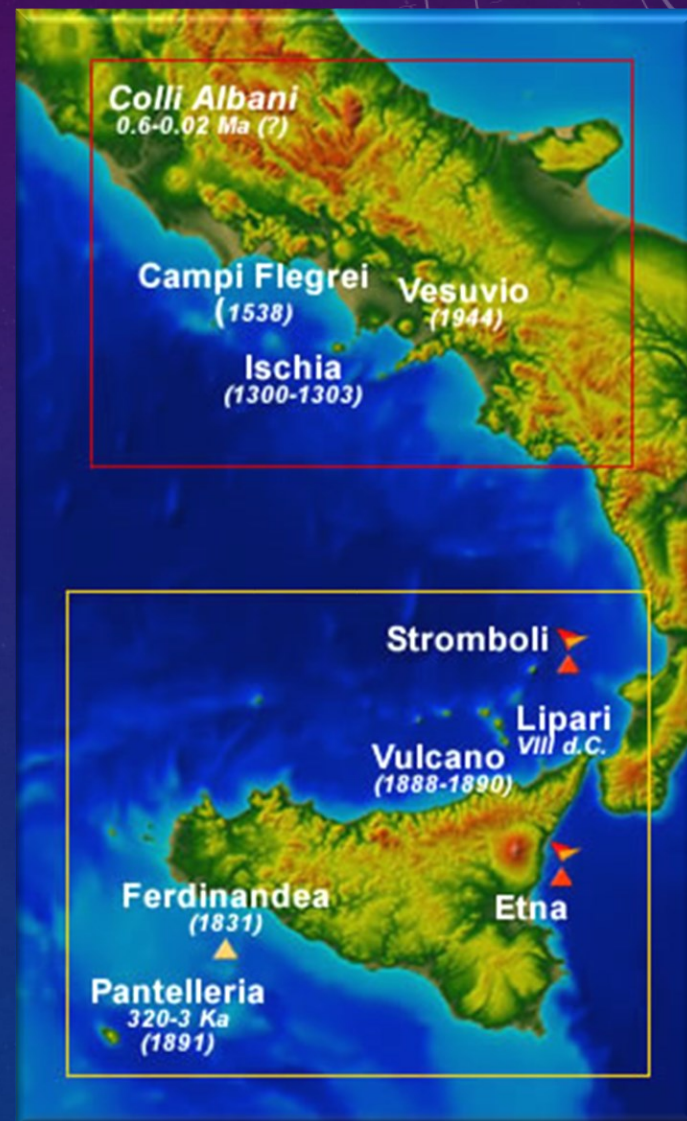 Colli Albani
0.6-0.02 Ma (?)
Campi Flegrei
(1538)
Vesuvio
(1944)
Ischia
(1300-1303)
Stromboli
Lipari
VIII d.C.
Vulcano
(1888-1890)
Etna
Ferdinandea
(1831)
Pantelleria
320-3 Ka
(1891)